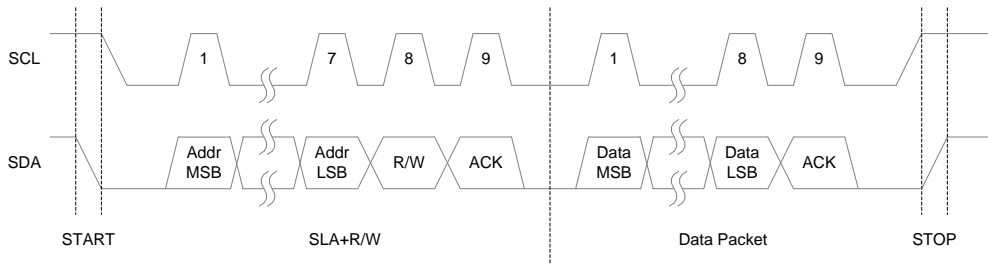 SCL
1
7
8
9
1
8
9
SDA
Addr
MSB
Addr
LSB
R/W
ACK
Data
MSB
Data
LSB
ACK
START
SLA+R/W
Data Packet
STOP